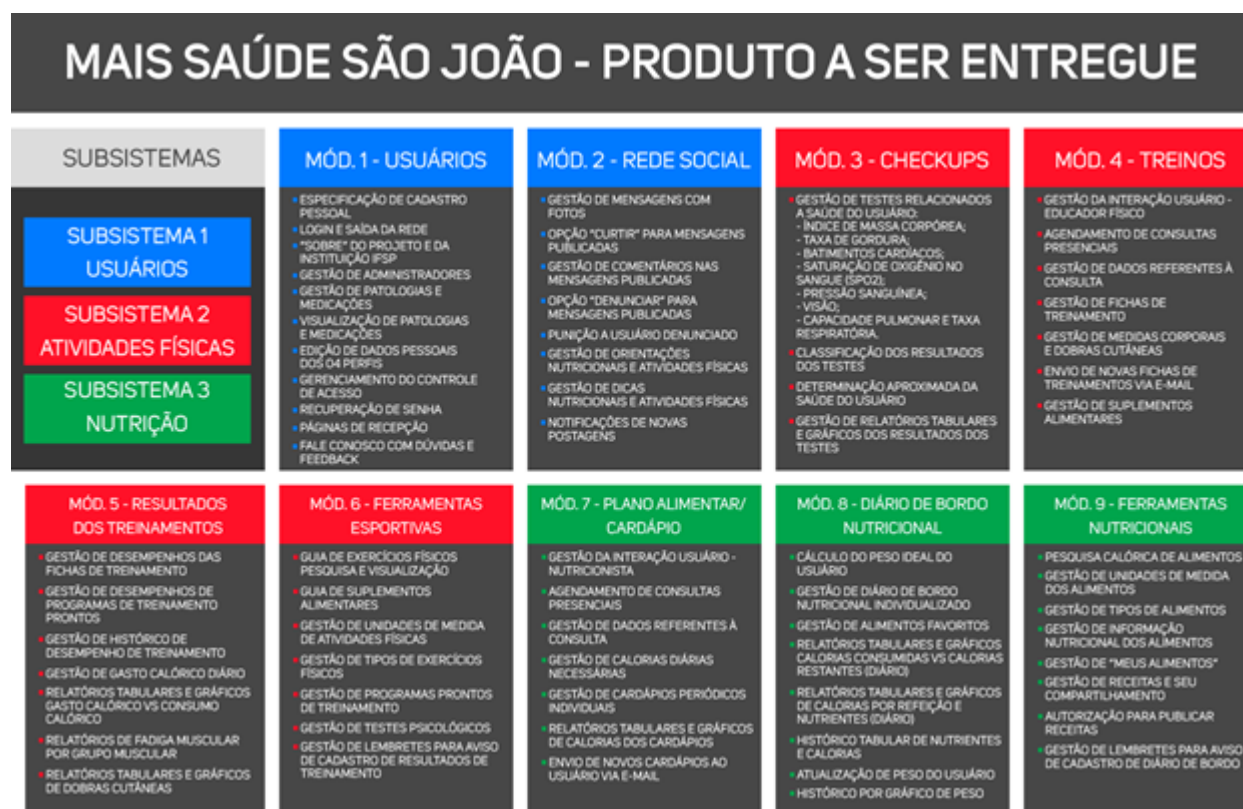 MAIS SAÚDE SÃO JOÃO - PRODUTO A SER ENTREGUE
SUBSISTEMAS
SUBSISTEMA 1
USUÁRIOS
SUBSISTEMA 2
ATIVIDADES FÍSICAS
SUBSISTEMA 3
NUTRIÇÃO
MÓD. 1 - USUÁRIOS
ESPECIFICAÇÃO DE CADASTRO
PESSOAL
LOGIN E SAÍDA DA REDE
"SOBRE" DO PROJETO E DA
INSTITUIÇÃO IFSP
GESTÃO DE ADMINISTRADORES
GESTÃO DE PATOLOGIAS E
MEDICAÇÕES
VISUALIZAÇÃO DE PATOLOGIAS
E MEDICAÇÕES
EDIÇÃO DE DADOS PESSOAIS
DOS 04 PERFIS
GERENCIAMENTO DO CONTROLE
DE ACESSO
RECUPERAÇÃO DE SENHA
PÁGINAS DE RECEPÇÃO
FALE CONOSCO COM DÚVIDAS E
FEEDBACK
MÓD. 2 - REDE SOCIAL
GESTÃO DE MENSAGENS COM
FOTOS
OPÇÃO "CURTIR" PARA MENSAGENS
PUBLICADAS
GESTÃO DE COMENTÁRIOS NAS
MENSAGENS PUBLICADAS
OPÇÃO "DENUNCIAR" PARA
MENSAGENS PUBLICADAS
PUNIÇÃO A USUÁRIO DENUNCIADO
GESTÃO DE ORIENTAÇÕES
NUTRICIONAIS E ATIVIDADES FÍSICAS
GESTÃO DE DICAS
NUTRICIONAIS E ATIVIDADES FÍSICAS
NOTIFICAÇÕES DE NOVAS
POSTAGENS
MÓD. 3 - CHECKUPS
GESTÃO DE TESTES RELACIONADOS
A SAÚDE DO USUÁRIO:
- ÍNDICE DE MASSA CORPÓREA;
- TAXA DE GORDURA;
- BATIMENTOS CARDÍACOS;
- SATURAÇÃO DE OXIGÊNIO NO
SANGUE (SPO2);
- PRESSÃO SANGUÍNEA;
- VISÃO;
- CAPACIDADE PULMONAR E TAXA
RESPIRATÓRIA.
CLASSIFICAÇÃO DOS RESULTADOS
DOS TESTES
DETERMINAÇÃO APROXIMADA DA
SAÚDE DO USUÁRIO
GESTÃO DE RELATÓRIOS TABULARES
E GRÁFICOS DOS RESULTADOS DOS
TESTES
MÓD. 4 - TREINOS
GESTÃO DA INTERAÇÃO USUÁRIO -
EDUCADOR FÍSICO
AGENDAMENTO DE CONSULTAS
PRESENCIAIS
GESTÃO DE DADOS REFERENTES À
CONSULTA
GESTÃO DE FICHAS DE
TREINAMENTO
GESTÃO DE MEDIDAS CORPORAIS
E DOBRAS CUTÂNEAS
ENVIO DE NOVAS FICHAS DE
TREINAMENTOS VIA E-MAIL
GESTÃO DE SUPLEMENTOS
ALIMENTARES
MÓD. 5 - RESULTADOS
DOS TREINAMENTOS
GESTÃO DE DESEMPENHOS DAS
FICHAS DE TREINAMENTO
GESTÃO DE DESEMPENHOS DE
PROGRAMAS DE TREINAMENTO
PRONTOS
GESTÃO DE HISTÓRICO DE
DESEMPENHO DE TREINAMENTO
GESTÃO DE GASTO CALÓRICO DIÁRIO
RELATÓRIOS TABULARES E GRÁFICOS
GASTO CALÓRICO VS CONSUMO
CALÓRICO
RELATÓRIOS DE FADIGA MUSCULAR
POR GRUPO MUSCULAR
RELATÓRIOS TABULARES E GRÁFICOS
DE DOBRAS CUTÂNEAS
MÓD. 6 - FERRAMENTAS
ESPORTIVAS
GUIA DE EXERCÍCIOS FÍSICOS
PESQUISA E VISUALIZAÇÃO
GUIA DE SUPLEMENTOS
ALIMENTARES
GESTÃO DE UNIDADES DE MEDIDA
DE ATIVIDADES FÍSICAS
GESTÃO DE TIPOS DE EXERCÍCIOS
FÍSICOS
GESTÃO DE PROGRAMAS PRONTOS
DE TREINAMENTO
GESTÃO DE TESTES PSICOLÓGICOS
GESTÃO DE LEMBRETES PARA AVISO
DE CADASTRO DE RESULTADOS DE
TREINAMENTO
MÓD. 7 - PLANO ALIMENTAR/
CARDÁPIO
GESTÃO DA INTERAÇÃO USUÁRIO -
NUTRICIONISTA
AGENDAMENTO DE CONSULTAS
PRESENCIAIS
GESTÃO DE DADOS REFERENTES À
CONSULTA
GESTÃO DE CALORIAS DIÁRIAS
NECESSÁRIAS
GESTÃO DE CARDÁPIOS PERIÓDICOS
INDIVIDUAIS
RELATÓRIOS TABULARES E GRÁFICOS
DE CALORIAS DOS CARDÁPIOS
ENVIO DE NOVOS CARDÁPIOS AO
USUÁRIO VIA E-MAIL
MÓD. 8 - DIÁRIO DE BORDO
NUTRICIONAL
CÁLCULO DO PESO IDEAL DO
USUÁRIO
GESTÃO DE DIÁRIO DE BORDO
NUTRICIONAL INDIVIDUALIZADO
GESTÃO DE ALIMENTOS FAVORITOS
RELATÓRIOS TABULARES E GRÁFICOS
CALORIAS CONSUMIDAS VS CALORIAS
RESTANTES (DIÁRIO)
RELATÓRIOS TABULARES E GRÁFICOS
DE CALORIAS POR REFEIÇÃO E
NUTRIENTES (DIÁRIO)
HISTÓRICO TABULAR DE NUTRIENTES
E CALORIAS
ATUALIZAÇÃO DE PESO DO USUÁRIO
HISTÓRICO POR GRÁFICO DE PESO
MÓD. 9 - FERRAMENTAS
NUTRICIONAIS
PESQUISA CALÓRICA DE ALIMENTOS
GESTÃO DE UNIDADES DE MEDIDA
DOS ALIMENTOS
GESTÃO DE TIPOS DE ALIMENTOS
GESTÃO DE INFORMAÇÃO
NUTRICIONAL DOS ALIMENTOS
GESTÃO DE "MEUS ALIMENTOS"
GESTÃO DE RECEITAS E SEU
COMPARTILHAMENTO
AUTORIZAÇÃO PARA PUBLICAR
RECEITAS
GESTÃO DE LEMBRETES PARA AVISO
DE CADASTRO DE DIÁRIO DE BORDO